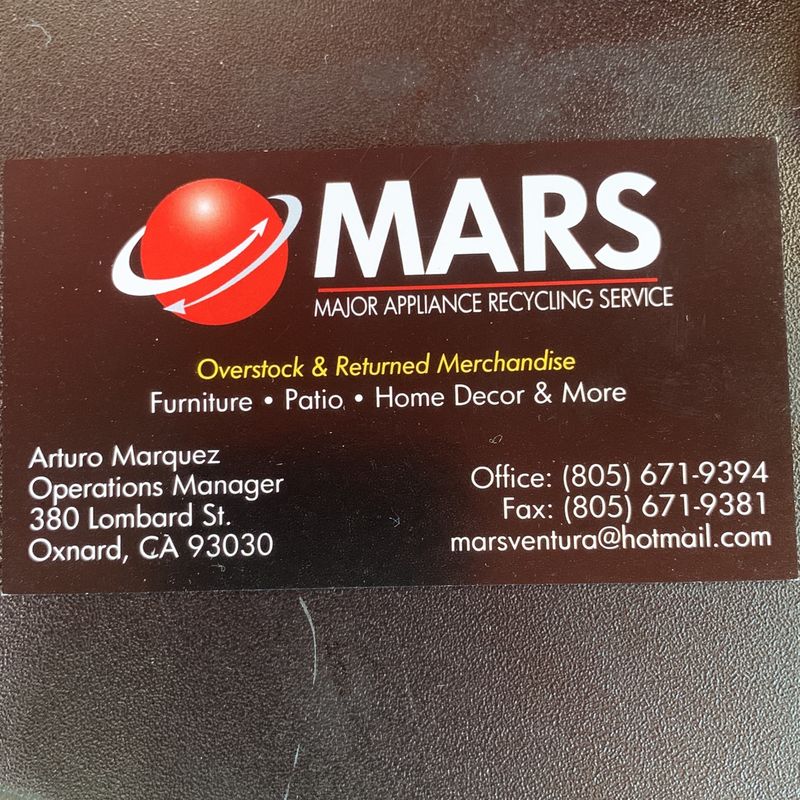 MARS
MAJOR APPLIANCE RECYCLING SERVICE
Overstock & Returned Merchandise
Furniture • Patio • Home Decor & More
Arturo Marquez
Operations Manager
380 Lombard St.
Oxnard, CA 93030
Office: (805) 671-9394
Fax: (805) 671-9381
marsventura@hotmail.com